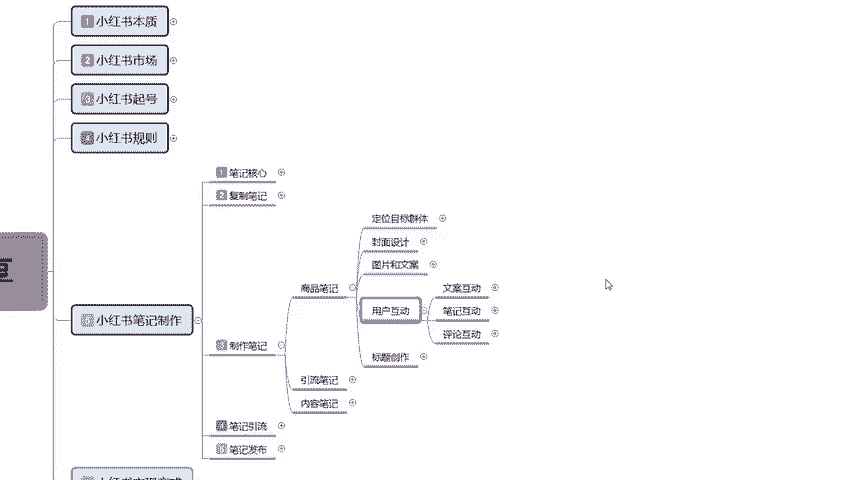 1 小红书本质
2 小红书市场
3 小红书起号
4 小红书规则
1 笔记核心
2 复制笔记
定位目标群体
封面设计
图片和文案
商品笔记
文案互动
用户互动
笔记互动
小红书笔记制作
评论互动
3 制作笔记
标题创作
引流笔记
内容笔记
4 笔记引流
5 笔记发布